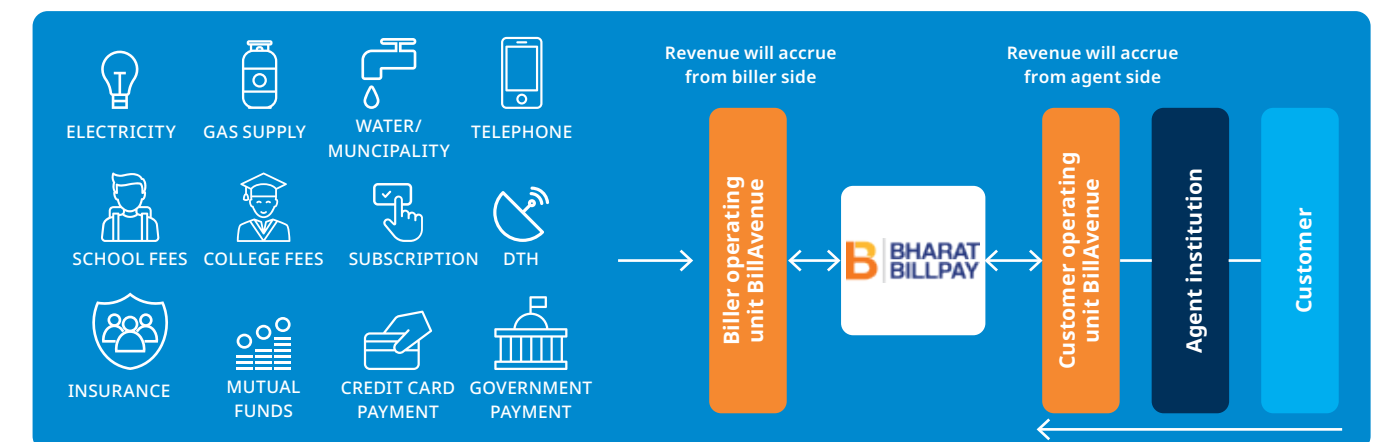 ELECTRICITY
GAS SUPPLY
WATER/
MUNCIPALITY
TELEPHONE
SCHOOL FEES
COLLEGE FEES
SUBSCRIPTION
DTH
INSURANCE
MUTUAL
FUNDS
CREDIT CARD
PAYMENT
GOVERNMENT
PAYMENT
Revenue will accrue
from biller side
Biller operating
unit BillAvenue
B BHARAT
BILLPAY
Revenue will accrue
from agent side
Customer operating
unit BillAvenue
Agent institution
Customer